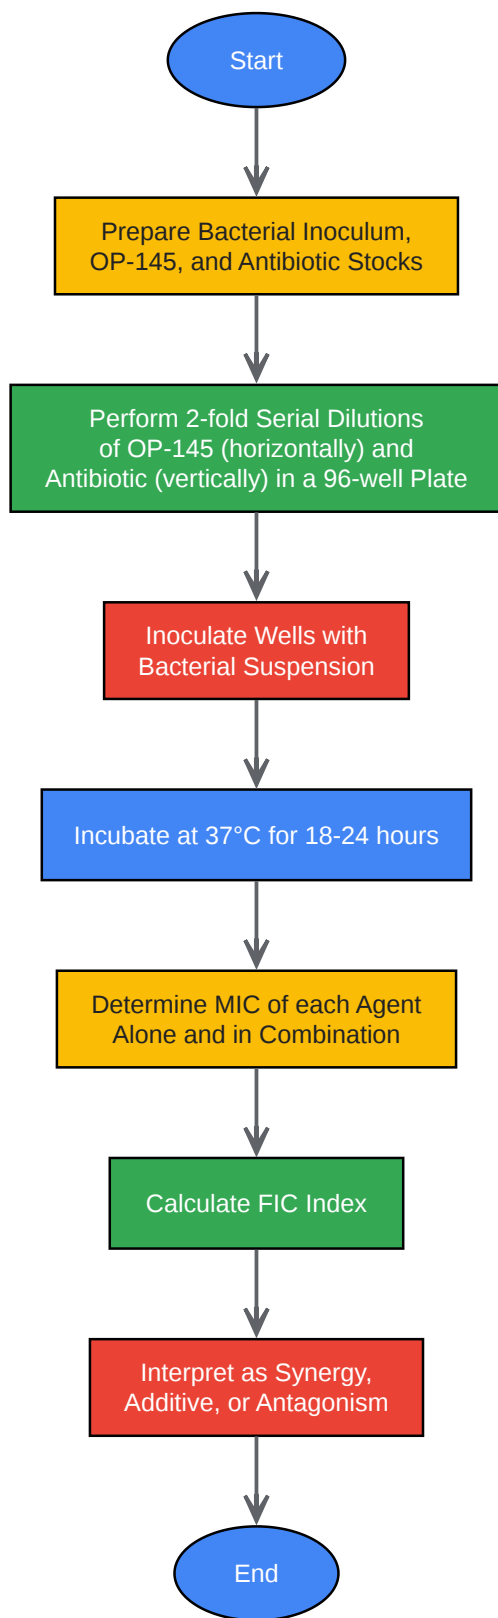 Start
Prepare Bacterial Inoculum,
OP-145, and Antibiotic Stocks
Perform 2-fold Serial Dilutions
of OP-145 (horizontally) and
Antibiotic (vertically) in a 96-well Plate
Inoculate Wells with
Bacterial Suspension
Incubate at 37°C for 18-24 hours
Determine MIC of each Agent
Alone and in Combination
Calculate FIC Index
Interpret as Synergy,
Additive, or Antagonism
End